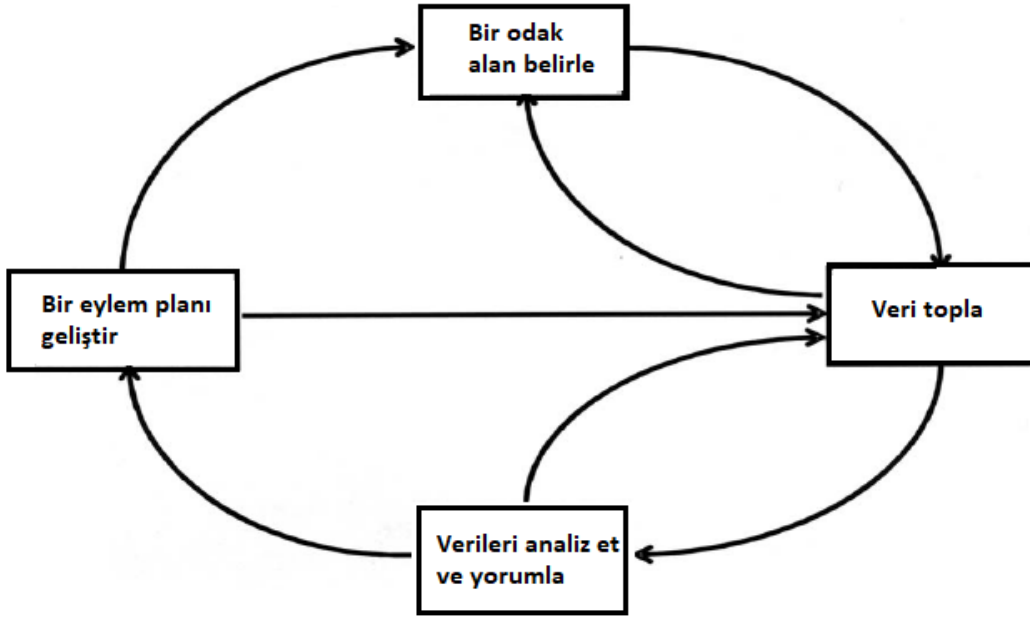 Bir odak
alan belirle
Bir eylem planı
geliştir
Veri topla
Verileri analiz et
ve yorumla